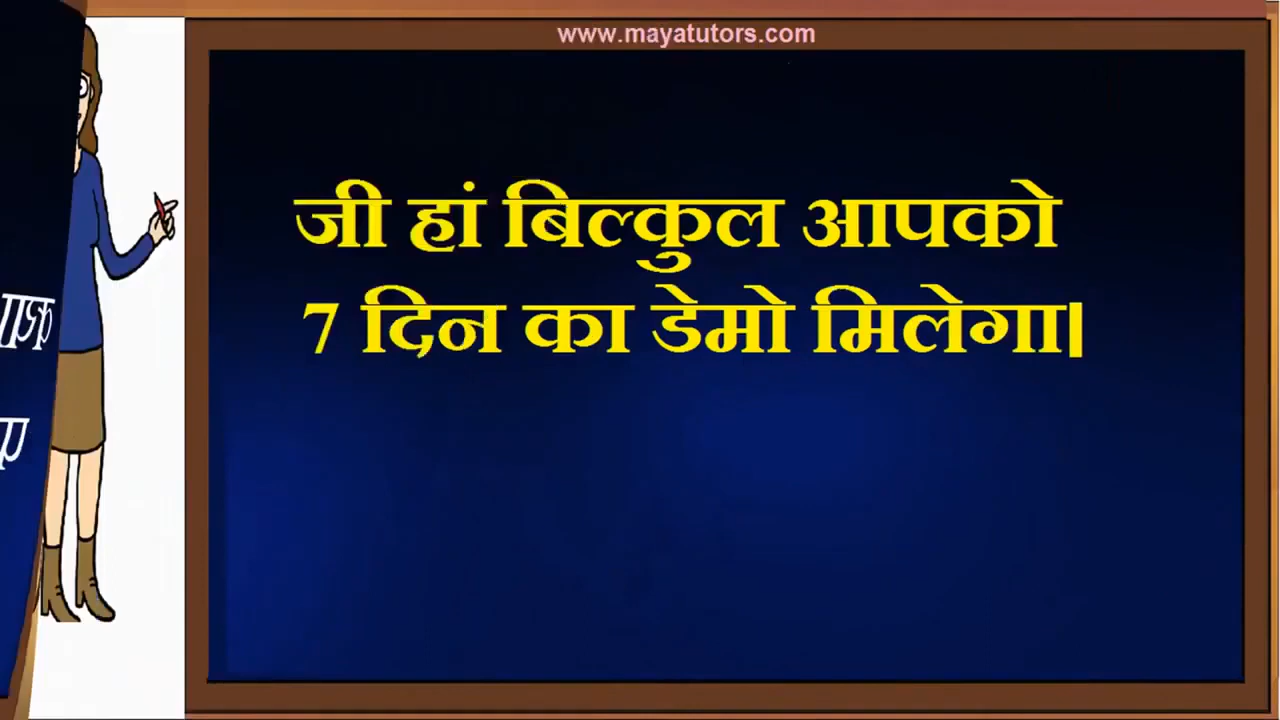 www.mayatutors.com
जी हां बिल्कुल आपको
7 दिन का डेमो मिलेगा।